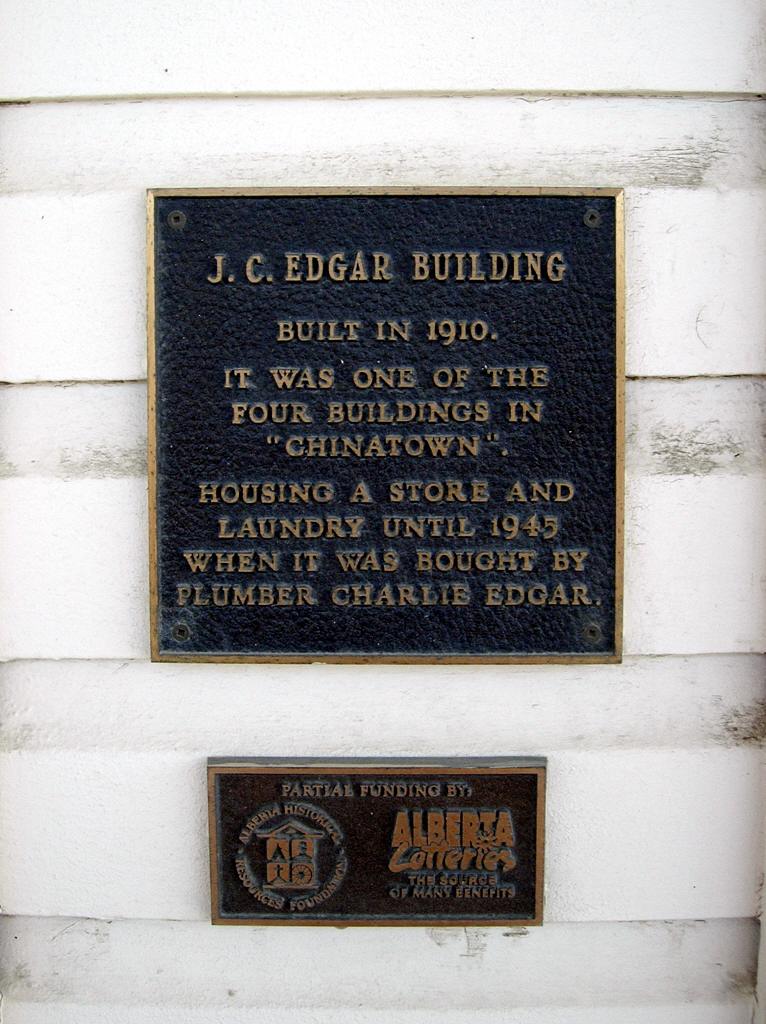 J. C. EDGAR BUILDING
BUILT IN 1910.
IT WAS ONE OF THE
FOUR BUILDINGS IN
"CHINATOWN".
HOUSING A STORE AND
LAUNDRY UNTIL 1945
WHEN IT WAS BOUGHT BY
PLUMBER CHARLIE EDGAR.
PARTIAL FUNDING BY:
ALBERTA HISTORICAL
RESOURCES FOUNDATION
ALBERTA
Lotteries
THE SOURCE
OF MANY BENEFITS